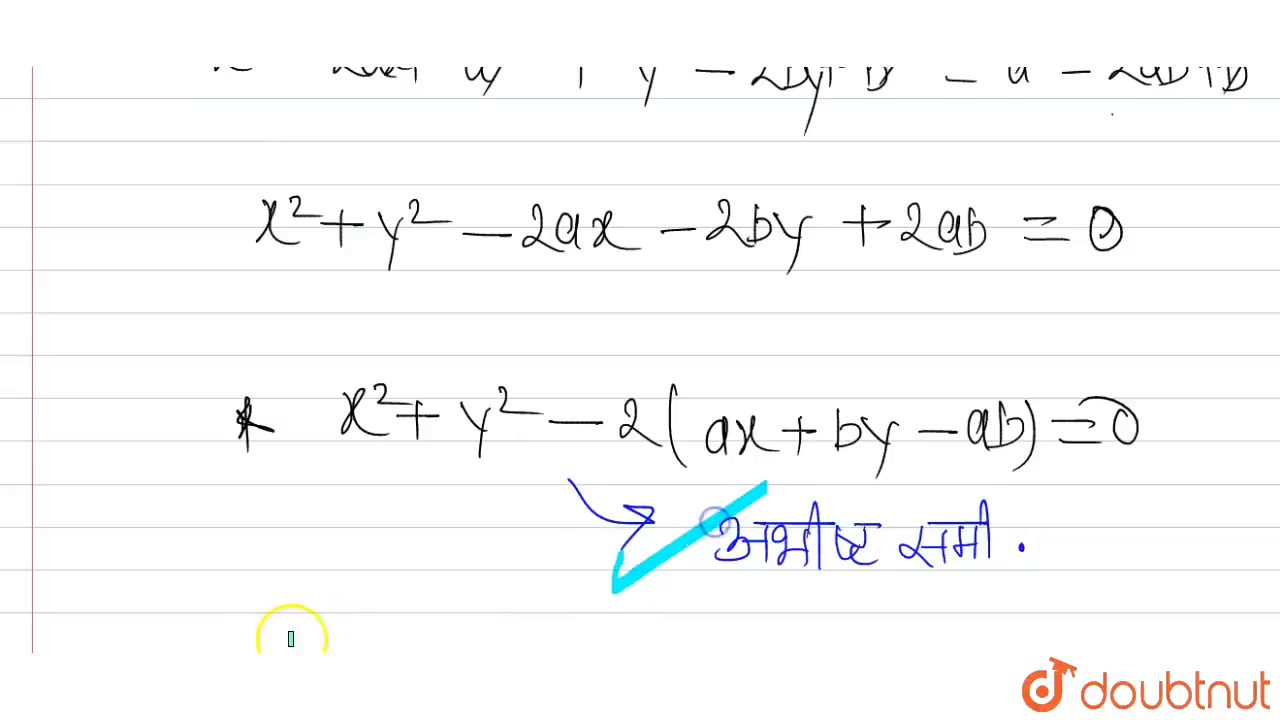 x² + y² − 2ax − 2by + 2ab = 0
x² + y² − 2(ax + by − ab) = 0
अभीष्ट समी.
doubtnut